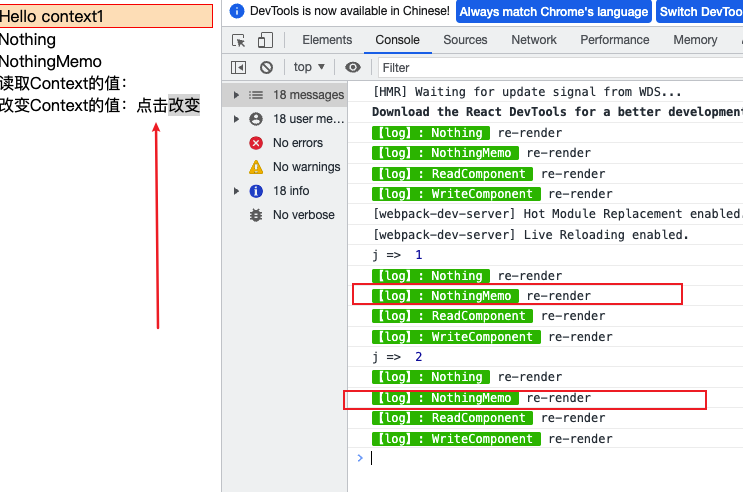 Hello context1
Nothing
NothingMemo
读取Context的值：
改变Context的值：点击改变
DevTools is now available in Chinese!
Always match Chrome's language
Switch DevToo
Elements
Console
Sources
Network
Performance
Memory
top
Filter
18 messages
18 user me...
No errors
No warnings
18 info
No verbose
[HMR] Waiting for update signal from WDS...
Download the React DevTools for a better development
【log】: Nothing re-render
【log】: NothingMemo re-render
【log】: ReadComponent re-render
【log】: WriteComponent re-render
[webpack-dev-server] Hot Module Replacement enabled.
[webpack-dev-server] Live Reloading enabled.
j => 1
【log】: Nothing re-render
【log】: NothingMemo re-render
【log】: ReadComponent re-render
【log】: WriteComponent re-render
j => 2
【log】: Nothing re-render
【log】: NothingMemo re-render
【log】: ReadComponent re-render
【log】: WriteComponent re-render